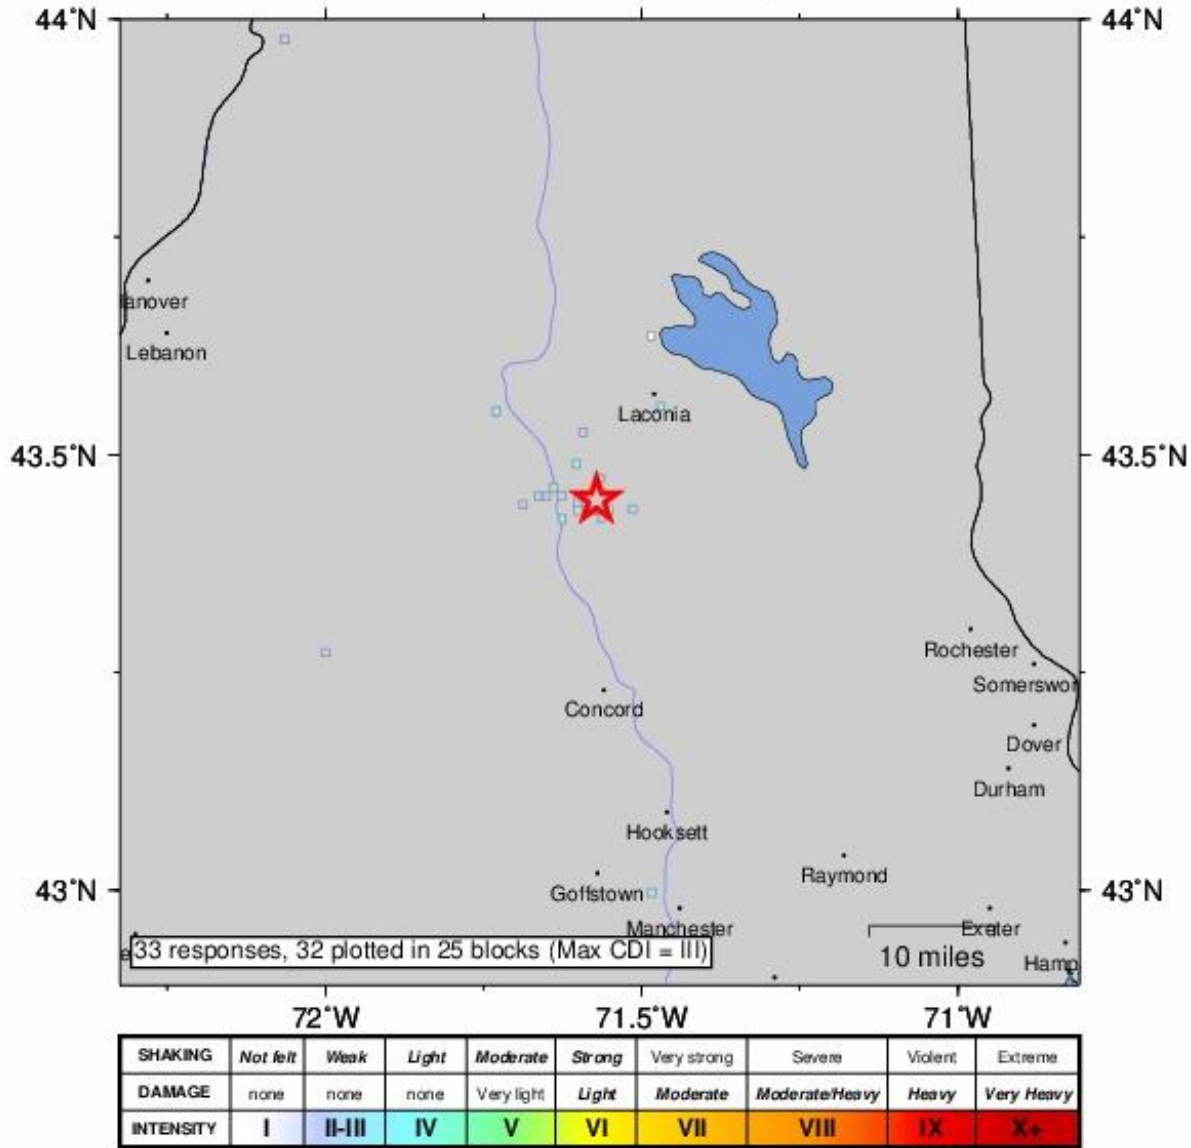 44°N 44°N
anover
Lebanon
Laconia
43.5°N 43.5°N
Rochester
Somerswor
Concord
Dover
Durham
Hooksett
Raymond
43°N Goffstown 43°N
Manchester Exeter
e 33 responses, 32 plotted in 25 blocks (Max CDI = III)
10 miles Hamp
72°W 71.5°W 71°W
SHAKING Not felt Weak Light Moderate Strong Very strong Severe Violent Extreme
DAMAGE none none none Very light Light Moderate Moderate/Heavy Heavy Very Heavy
INTENSITY I II-III IV V VI VII VIII IX X+